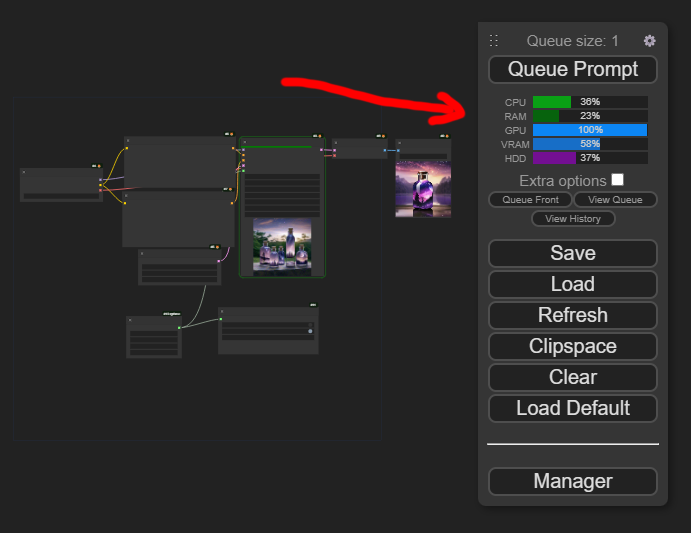 Queue size: 1
Queue Prompt
CPU 36%
RAM 23%
GPU 100%
VRAM 58%
HDD 37%
Extra options
Queue Front View Queue
View History
Save
Load
Refresh
Clipspace
Clear
Load Default
Manager